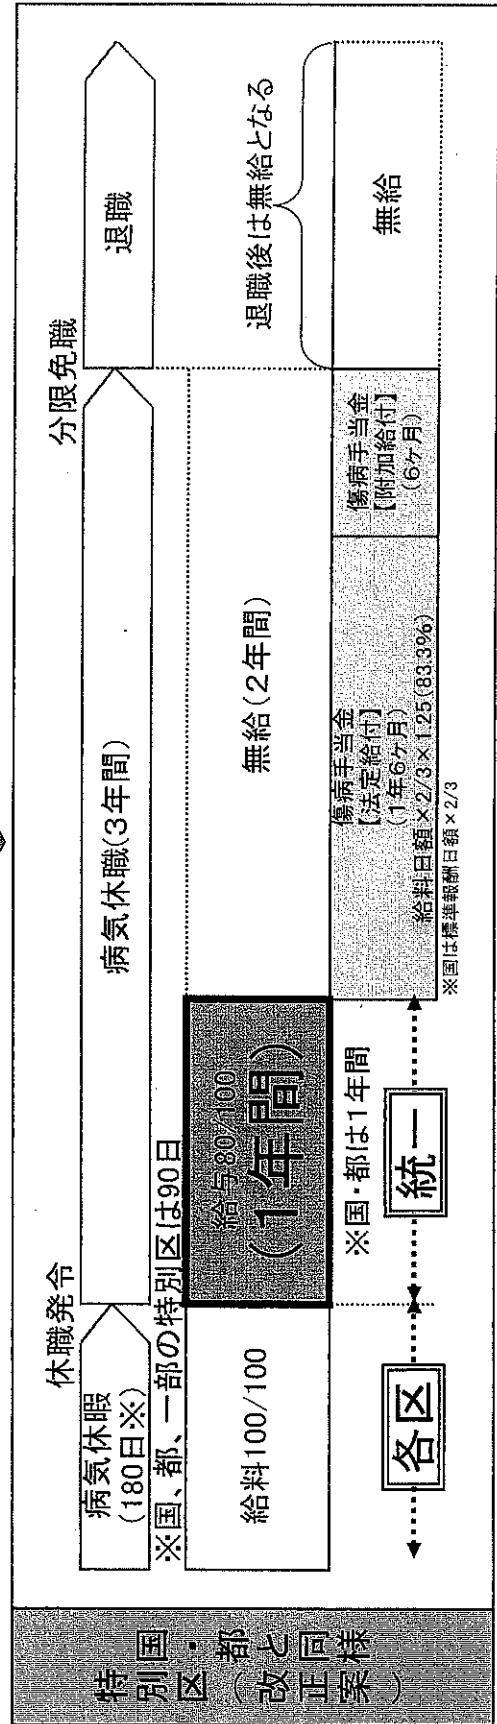 特別区(改正案)
国・都と同様
休職発令
分限免職
病気休暇
(180日※)
病気休職(3年間)
退職
※国、都、一部の特別区は90日
給料100/100
給与80/100
(1年間)
無給(2年間)
退職後は無給となる
※国・都は1年間
傷病手当金
【法定給付】
(1年6ヶ月)
給料日額×2/3×1.25(83.3%)
傷病手当金
【附加給付】
(6ヶ月)
無給
※国は標準報酬日額×2/3
各区
統一